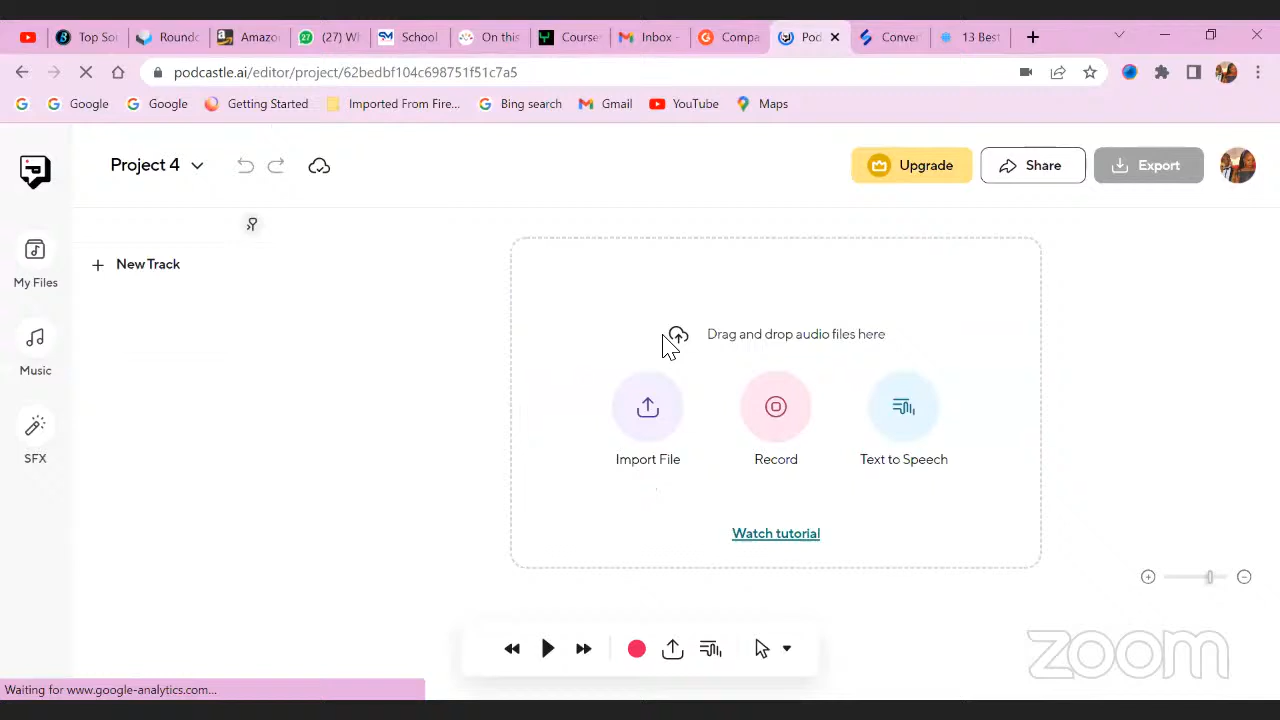 Top So
Roundc
Amazo
(27) W
School
On this
Course
Inbox -
Compa
Pod
Conver
13 Best
podcastle.ai/editor/project/62bedbf104c698751f51c7a5
Google
Google
Getting Started
Imported From Fire...
Bing search
Gmail
YouTube
Maps
Project 4
Upgrade
Share
Export
New Track
My Files
Music
SFX
Drag and drop audio files here
Import File
Record
Text to Speech
Watch tutorial
zoom
Waiting for www.google-analytics.com...